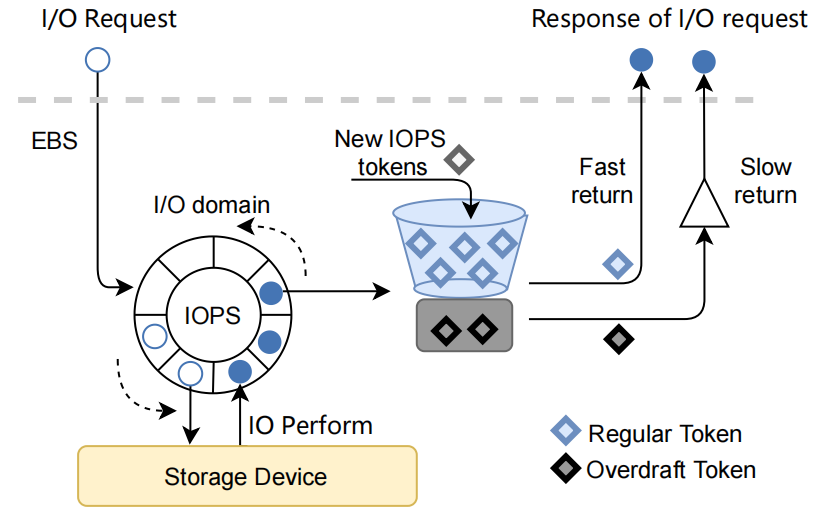 I/O Request
Response of I/O request
EBS
New IOPS
tokens
Fast
return
Slow
return
I/O domain
IOPS
IO Perform
Storage Device
Regular Token
Overdraft Token